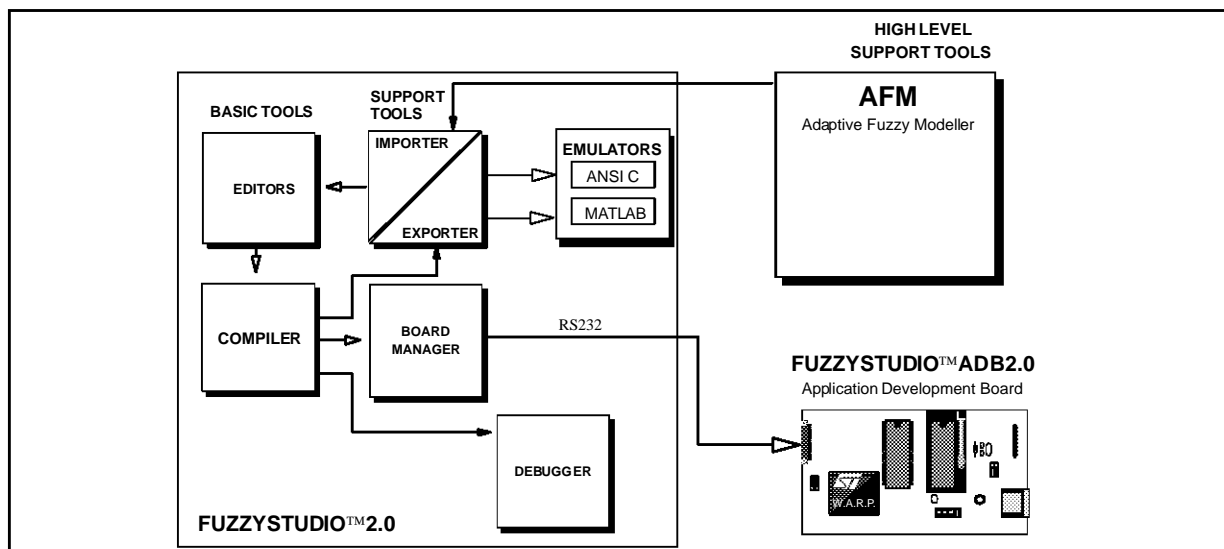 HIGH LEVEL
SUPPORT TOOLS
AFM
Adaptive Fuzzy Modeller
BASIC TOOLS
SUPPORT
TOOLS
IMPORTER
EXPORTER
EDITORS
EMULATORS
ANSI C
MATLAB
COMPILER
BOARD
MANAGER
RS232
DEBUGGER
FUZZYSTUDIO™2.0
FUZZYSTUDIO™ADB2.0
Application Development Board
ST
W.A.R.P.